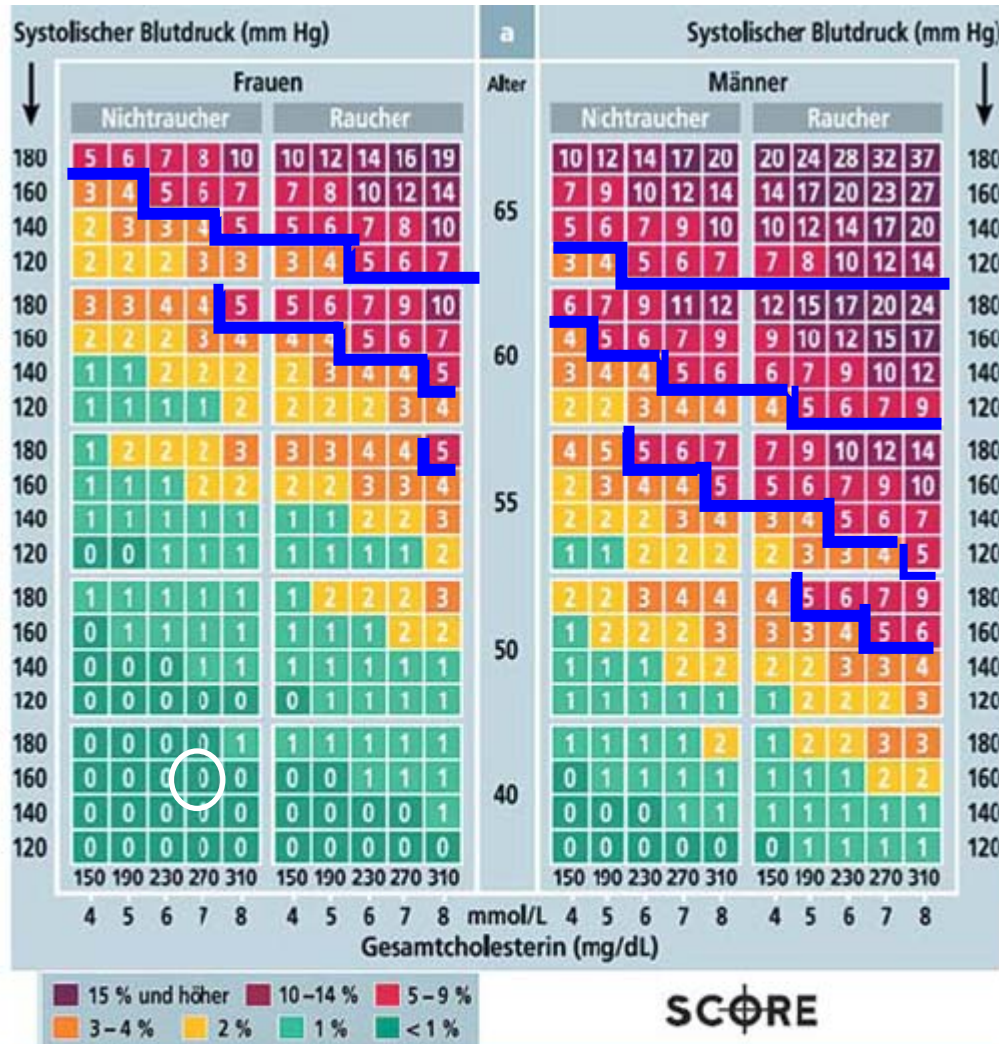 Systolischer Blutdruck (mm Hg) a Systolischer Blutdruck (mm Hg)
Frauen Alter Männer
Nichtraucher Raucher Nichtraucher Raucher
180 5 6 7 8 10 10 12 14 16 19 10 12 14 17 20 20 24 28 32 37 180
160 3 4 5 6 7 7 8 10 12 14 7 9 10 12 14 14 17 20 23 27 160
65
140 2 3 3 4 5 5 6 7 8 10 5 6 7 9 10 10 12 14 17 20 140
120 2 2 2 3 3 3 4 5 6 7 3 4 5 6 7 7 8 10 12 14 120
180 3 3 4 4 5 5 6 7 9 10 6 7 9 11 12 12 15 17 20 24 180
160 2 2 2 3 4 4 4 5 6 7 4 5 6 7 9 9 10 12 15 17 160
60
140 1 1 2 2 2 2 3 4 4 5 3 4 4 5 6 6 7 9 10 12 140
120 1 1 1 1 2 2 2 2 3 4 2 2 3 4 4 4 5 6 7 9 120
180 1 2 2 2 3 3 3 4 4 5 4 5 5 6 7 7 9 10 12 14 180
160 1 1 1 2 2 2 2 3 3 4 2 3 4 4 5 5 6 7 9 10 160
55
140 1 1 1 1 1 1 1 2 2 3 2 2 2 3 4 3 4 5 6 7 140
120 0 0 1 1 1 1 1 1 1 2 1 1 2 2 2 2 3 3 4 5 120
180 1 1 1 1 1 1 2 2 2 3 2 2 3 4 4 4 5 6 7 9 180
160 0 1 1 1 1 1 1 1 2 2 1 2 2 2 3 3 3 4 5 6 160
50
140 0 0 0 1 1 1 1 1 1 1 1 1 1 2 2 2 2 3 3 4 140
120 0 0 0 0 0 0 1 1 1 1 1 1 1 1 1 1 2 2 2 3 120
180 0 0 0 0 1 1 1 1 1 1 1 1 1 1 2 1 2 2 3 3 180
160 0 0 0 0 0 0 0 1 1 1 0 1 1 1 1 1 1 1 2 2 160
40
140 0 0 0 0 0 0 0 0 0 1 0 0 0 1 1 1 1 1 1 1 140
120 0 0 0 0 0 0 0 0 0 0 0 0 0 0 0 0 1 1 1 1 120
150 190 230 270 310 150 190 230 270 310 150 190 230 270 310 150 190 230 270 310
4 5 6 7 8 4 5 6 7 8 mmol/L 4 5 6 7 8 4 5 6 7 8
Gesamtcholesterin (mg/dL)
15 % und höher 10–14 % 5–9 %
3–4 % 2 % 1 % <1 %
SCORE